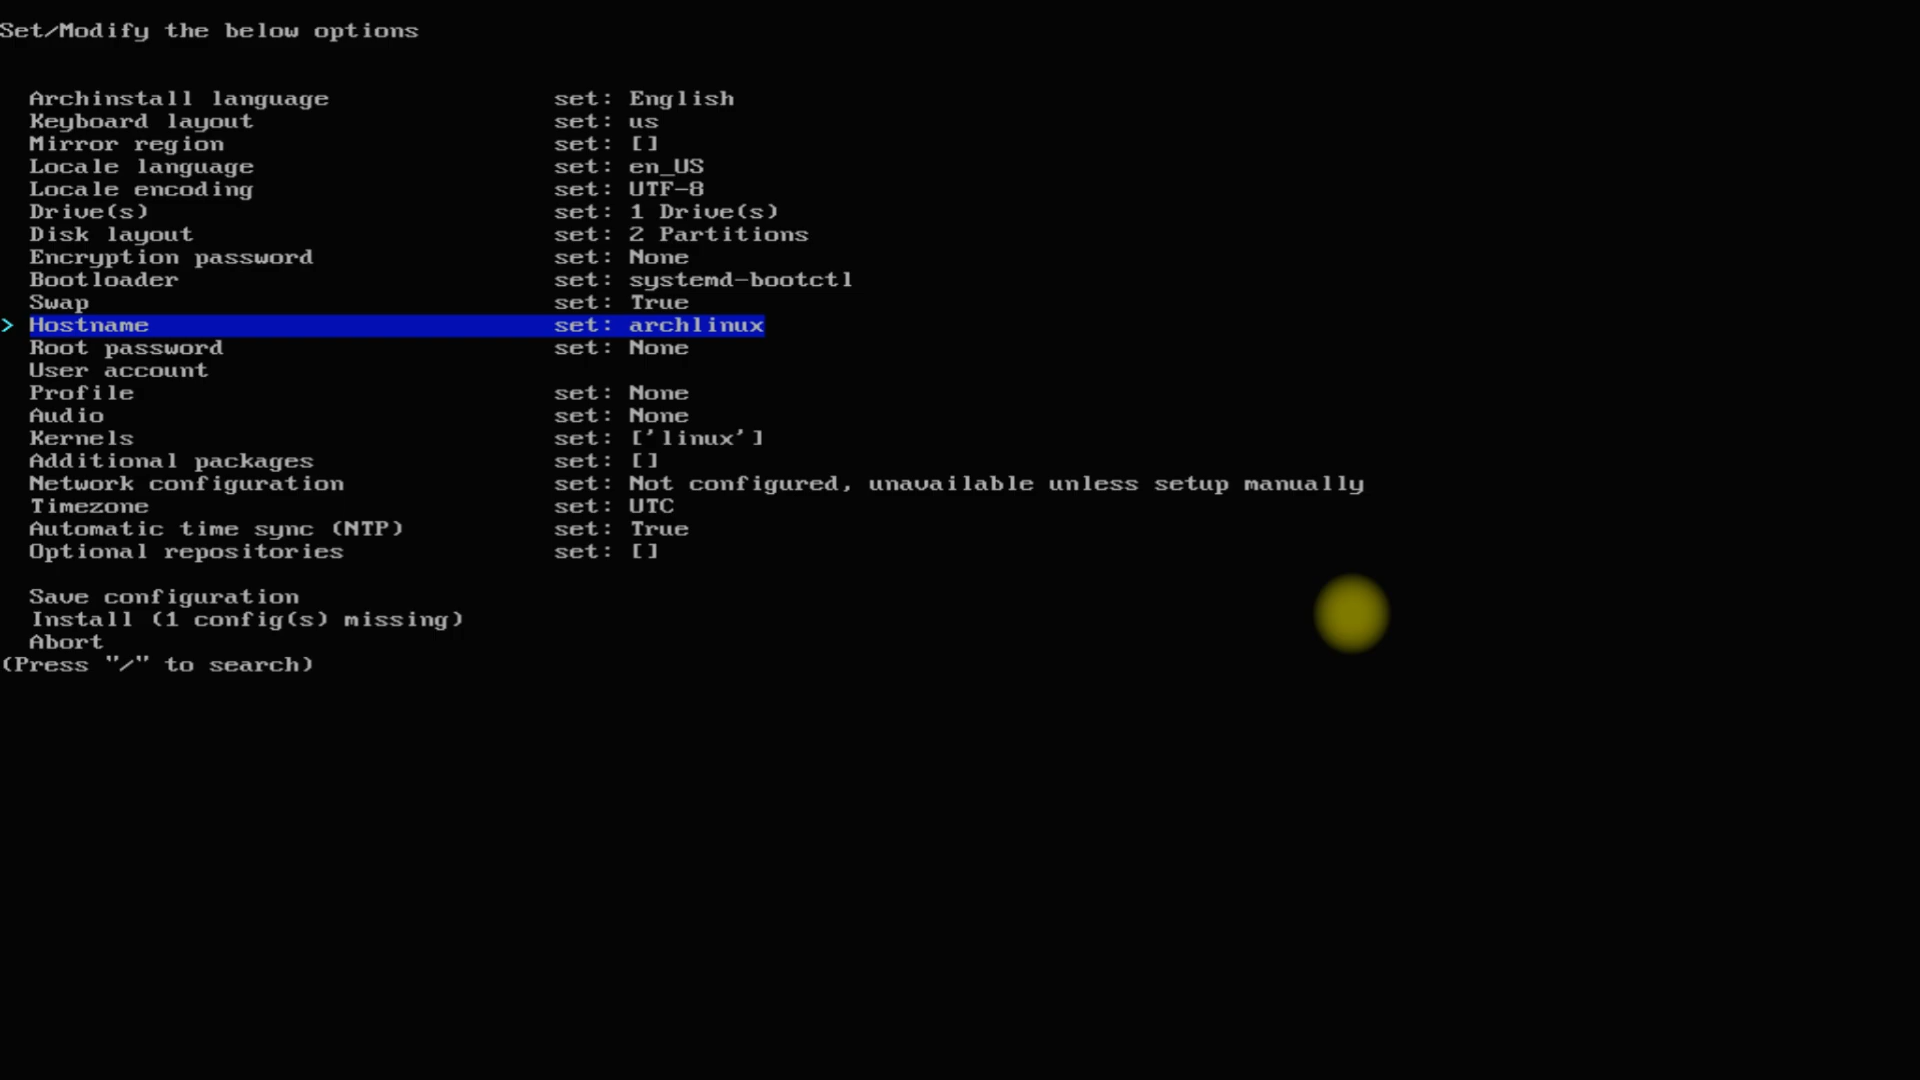 Set/Modify the below options
Archinstall language set: English
Keyboard layout set: us
Mirror region set: []
Locale language set: en_US
Locale encoding set: UTF-8
Drive(s) set: 1 Drive(s)
Disk layout set: 2 Partitions
Encryption password set: None
Bootloader set: systemd-bootctl
Swap set: True
> Hostname set: archlinux
Root password set: None
User account
Profile set: None
Audio set: None
Kernels set: ['linux']
Additional packages set: []
Network configuration set: Not configured, unavailable unless setup manually
Timezone set: UTC
Automatic time sync (NTP) set: True
Optional repositories set: []
Save configuration
Install (1 config(s) missing)
Abort
(Press "/" to search)